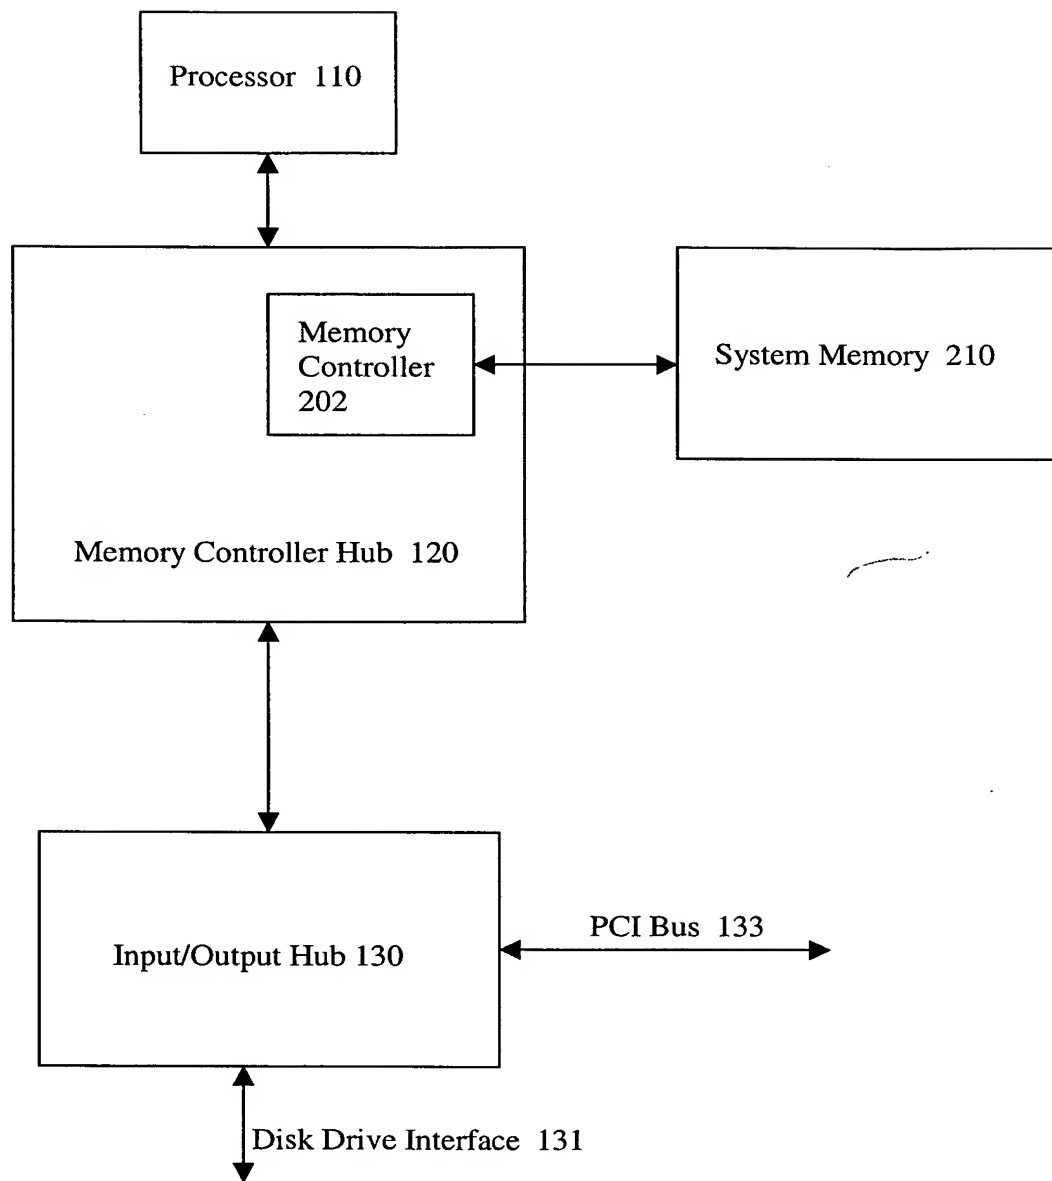 Processor 110
Memory
Controller
202
System Memory 210
Memory Controller Hub 120
PCI Bus 133
Input/Output Hub 130
Disk Drive Interface 131